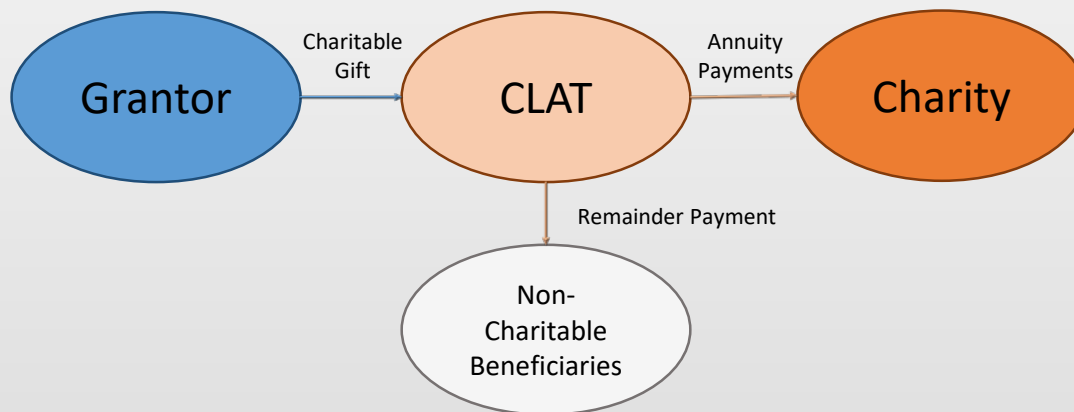 Grantor
Charitable
Gift
CLAT
Annuity
Payments
Charity
Remainder Payment
Non-
Charitable
Beneficiaries